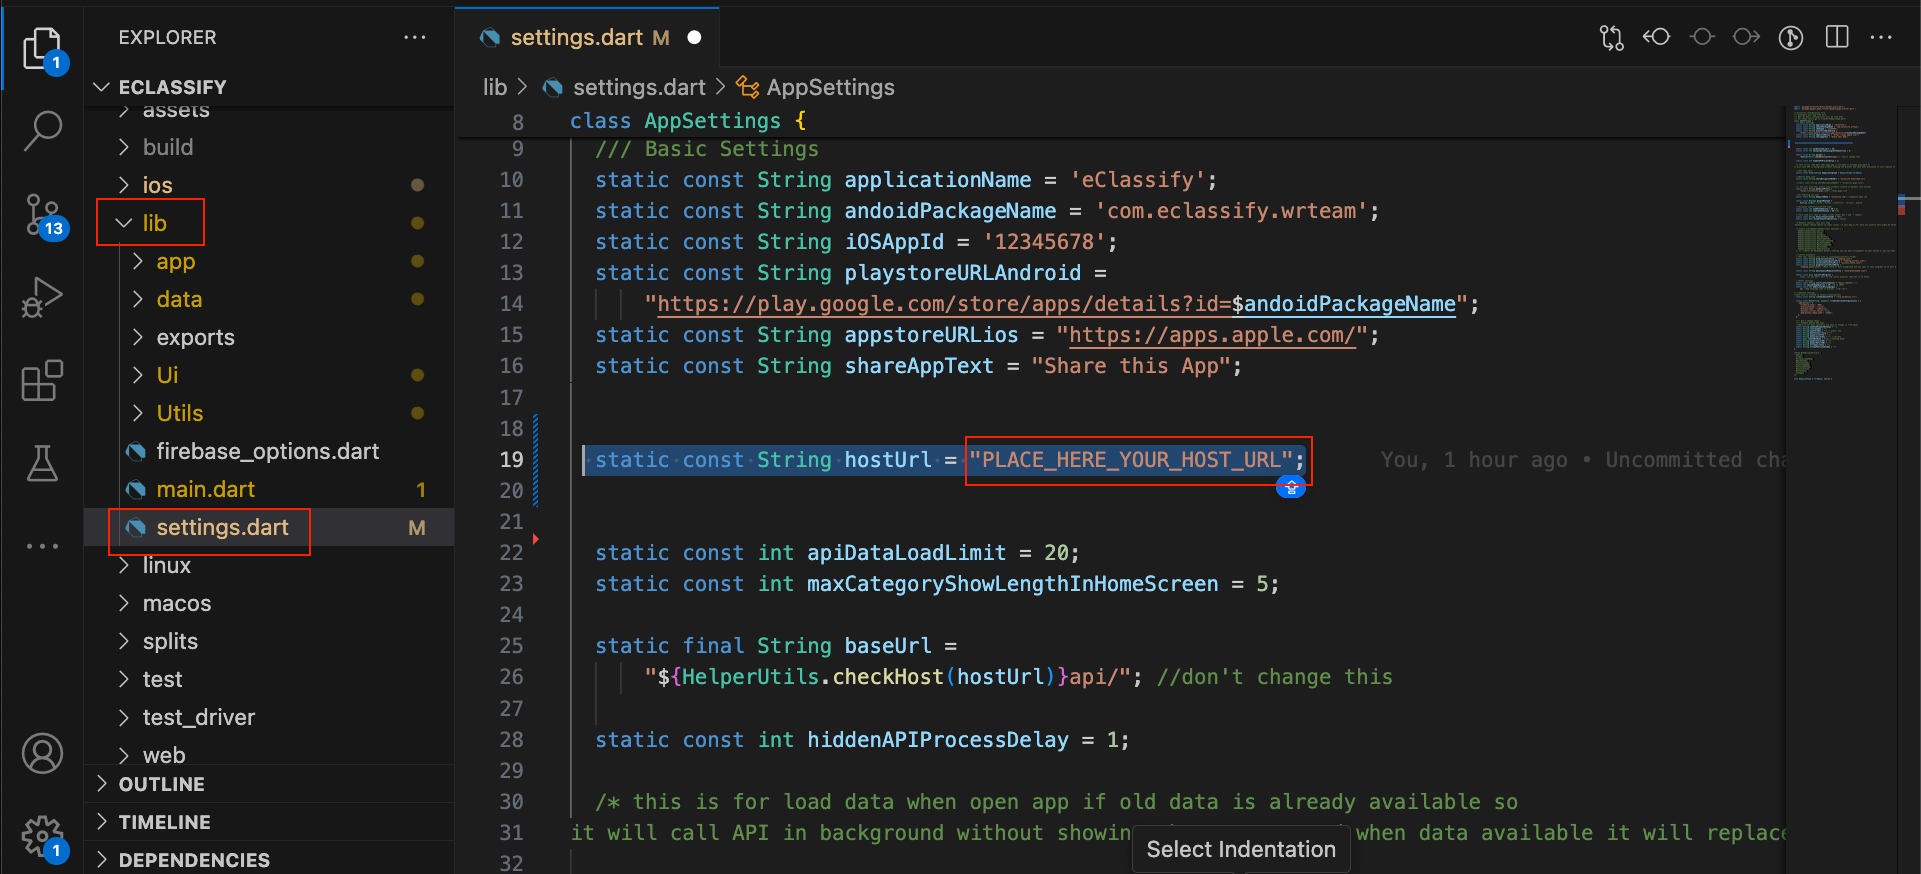 EXPLORER
ECLASSIFY
assets
build
ios
lib
app
data
exports
Ui
Utils
firebase_options.dart
main.dart 1
settings.dart M
linux
macos
splits
test
test_driver
web
OUTLINE
TIMELINE
DEPENDENCIES
1
13
1
settings.dart M
lib > settings.dart > AppSettings
8 class AppSettings {
9 /// Basic Settings
10 static const String applicationName = 'eClassify';
11 static const String andoidPackageName = 'com.eclassify.wrteam';
12 static const String iOSAppId = '12345678';
13 static const String playstoreURLAndroid =
14 "https://play.google.com/store/apps/details?id=$andoidPackageName";
15 static const String appstoreURLios = "https://apps.apple.com/";
16 static const String shareAppText = "Share this App";
17
18
19 static const String hostUrl = "PLACE_HERE_YOUR_HOST_URL"; You, 1 hour ago • Uncommitted cha
20
21
22 static const int apiDataLoadLimit = 20;
23 static const int maxCategoryShowLengthInHomeScreen = 5;
24
25 static final String baseUrl =
26 "${HelperUtils.checkHost(hostUrl)}api/"; //don't change this
27
28 static const int hiddenAPIProcessDelay = 1;
29
30 /* this is for load data when open app if old data is already available so
31 it will call API in background without showin when data available it will replace
32
Select Indentation